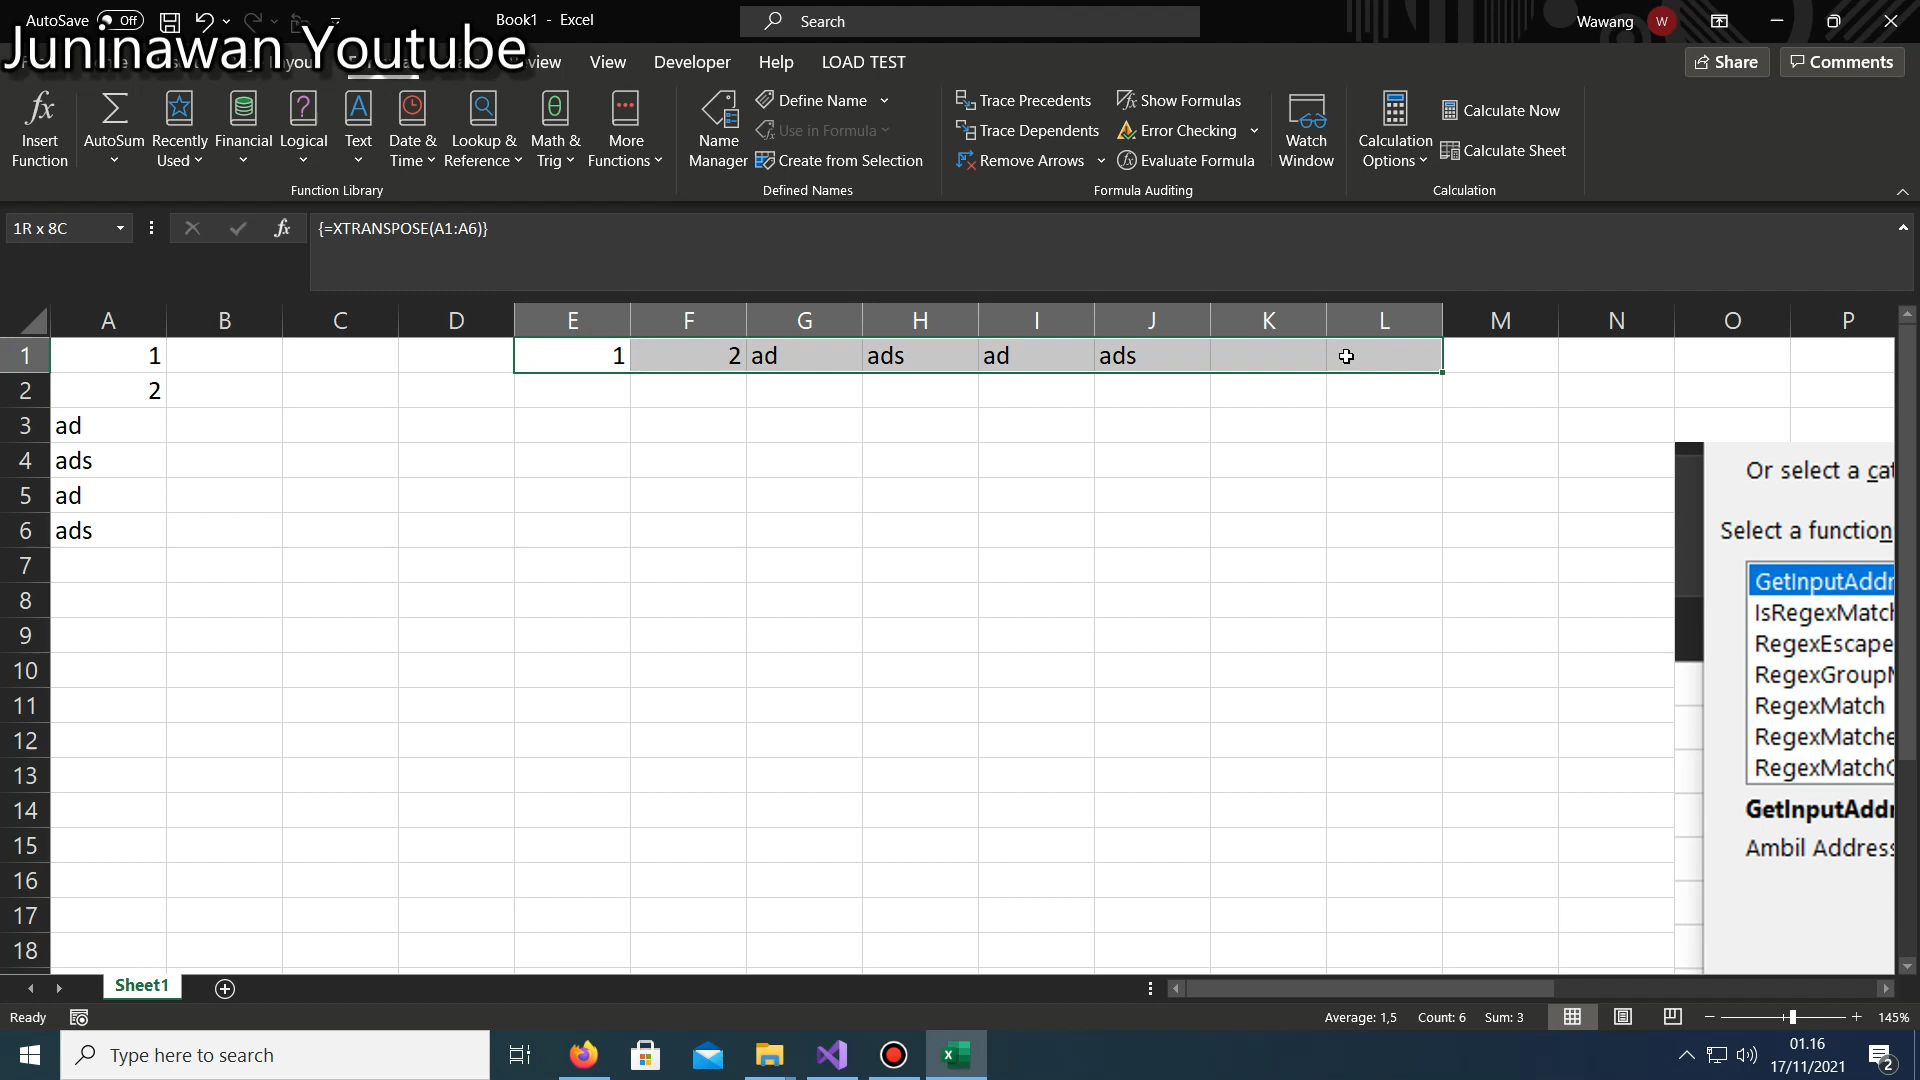 AutoSave Off
Book1 - Excel
Search
Wawang W
Juninawan Youtube
View Developer Help LOAD TEST
Share Comments
Insert Function
AutoSum
Recently Used
Financial
Logical
Text
Date & Time
Lookup & Reference
Math & Trig
More Functions
Name Manager
Define Name
Use in Formula
Create from Selection
Trace Precedents
Trace Dependents
Remove Arrows
Show Formulas
Error Checking
Evaluate Formula
Watch Window
Calculation Options
Calculate Now
Calculate Sheet
Function Library
Defined Names
Formula Auditing
Calculation
1R x 8C
fx
{=XTRANSPOSE(A1:A6)}
A B C D E F G H I J K L M N O P
1 1 1 2 ad ads ad ads
2 2
3 ad
4 ads
5 ad
6 ads
7
8
9
10
11
12
13
14
15
16
17
18
Or select a cat
Select a function
GetInputAddr
IsRegexMatch
RegexEscape
RegexGroupM
RegexMatch
RegexMatche
RegexMatchC
GetInputAddr
Ambil Address
Sheet1
Ready
Average: 1,5 Count: 6 Sum: 3
145%
Type here to search
01.16
17/11/2021
2